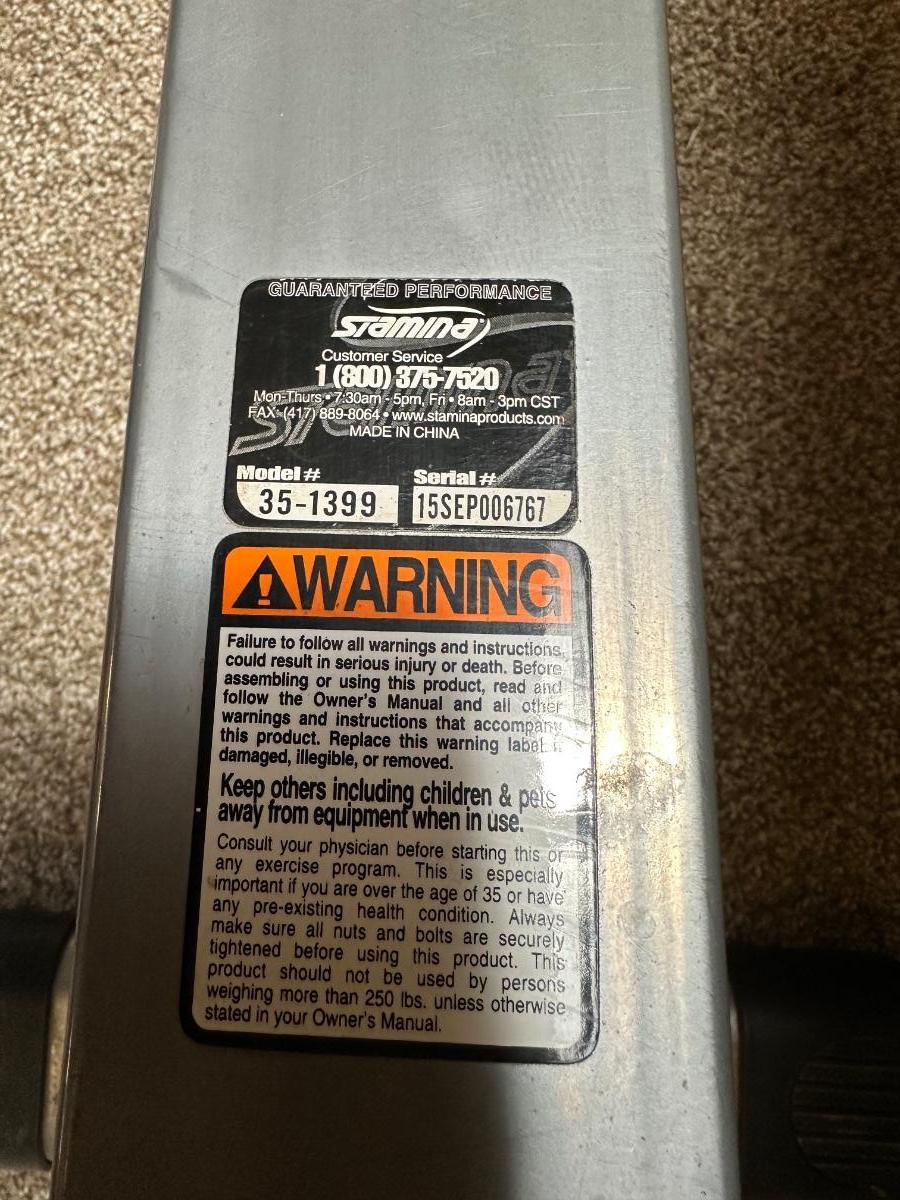 GUARANTEED PERFORMANCE
STAMINA
Customer Service
1 (800) 375-7520
Mon-Thurs • 7:30am - 5pm, Fri • 8am - 3pm CST
FAX: (417) 889-8064 • www.staminaproducts.com
MADE IN CHINA
Model # Serial #
35-1399 15SEP006767
WARNING
Failure to follow all warnings and instructions,
could result in serious injury or death. Before
assembling or using this product, read and
follow the Owner's Manual and all other
warnings and instructions that accompany
this product. Replace this warning label if
damaged, illegible, or removed.
Keep others including children & pets
away from equipment when in use.
Consult your physician before starting this or
any exercise program. This is especially
important if you are over the age of 35 or have
any pre-existing health condition. Always
make sure all nuts and bolts are securely
tightened before using this product. This
product should not be used by persons
weighing more than 250 lbs. unless otherwise
stated in your Owner's Manual.